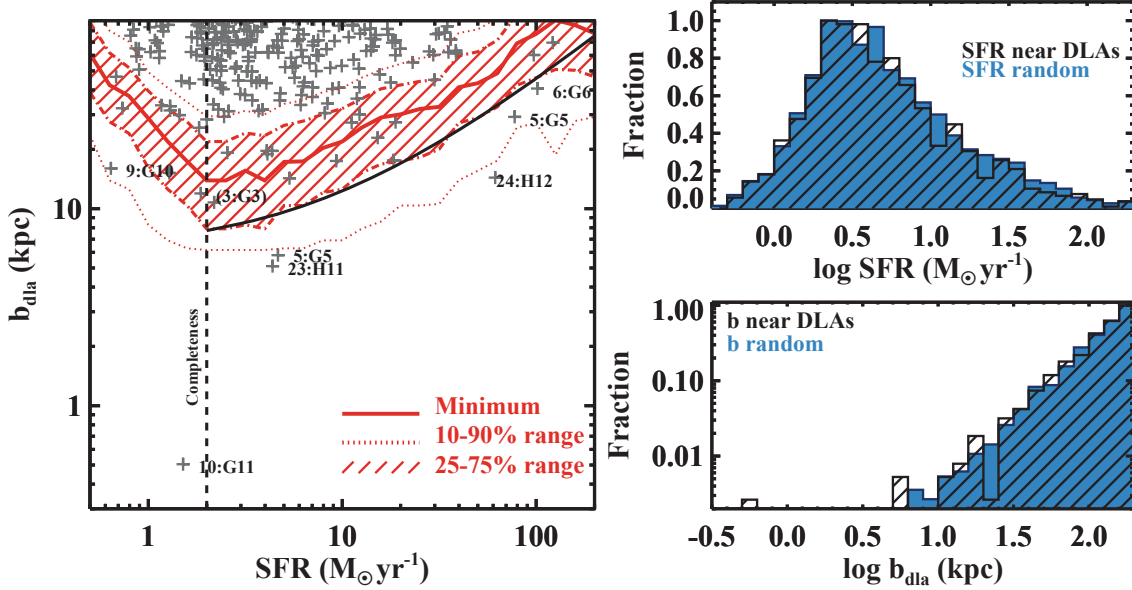 10
1
b_dla (kpc)
Completeness
9:G10
(3:G3)
6:G6
5:G5
24:H12
5:G5
23:H11
10:G11
Minimum
10-90% range
25-75% range
1
10
100
SFR (M⊙ yr⁻¹)
1.0
0.8
0.6
0.4
0.2
0.0
Fraction
SFR near DLAs
SFR random
0.0
0.5
1.0
1.5
2.0
log SFR (M⊙ yr⁻¹)
1.00
0.10
0.01
Fraction
b near DLAs
b random
-0.5
0.0
0.5
1.0
1.5
2.0
log b_dla (kpc)